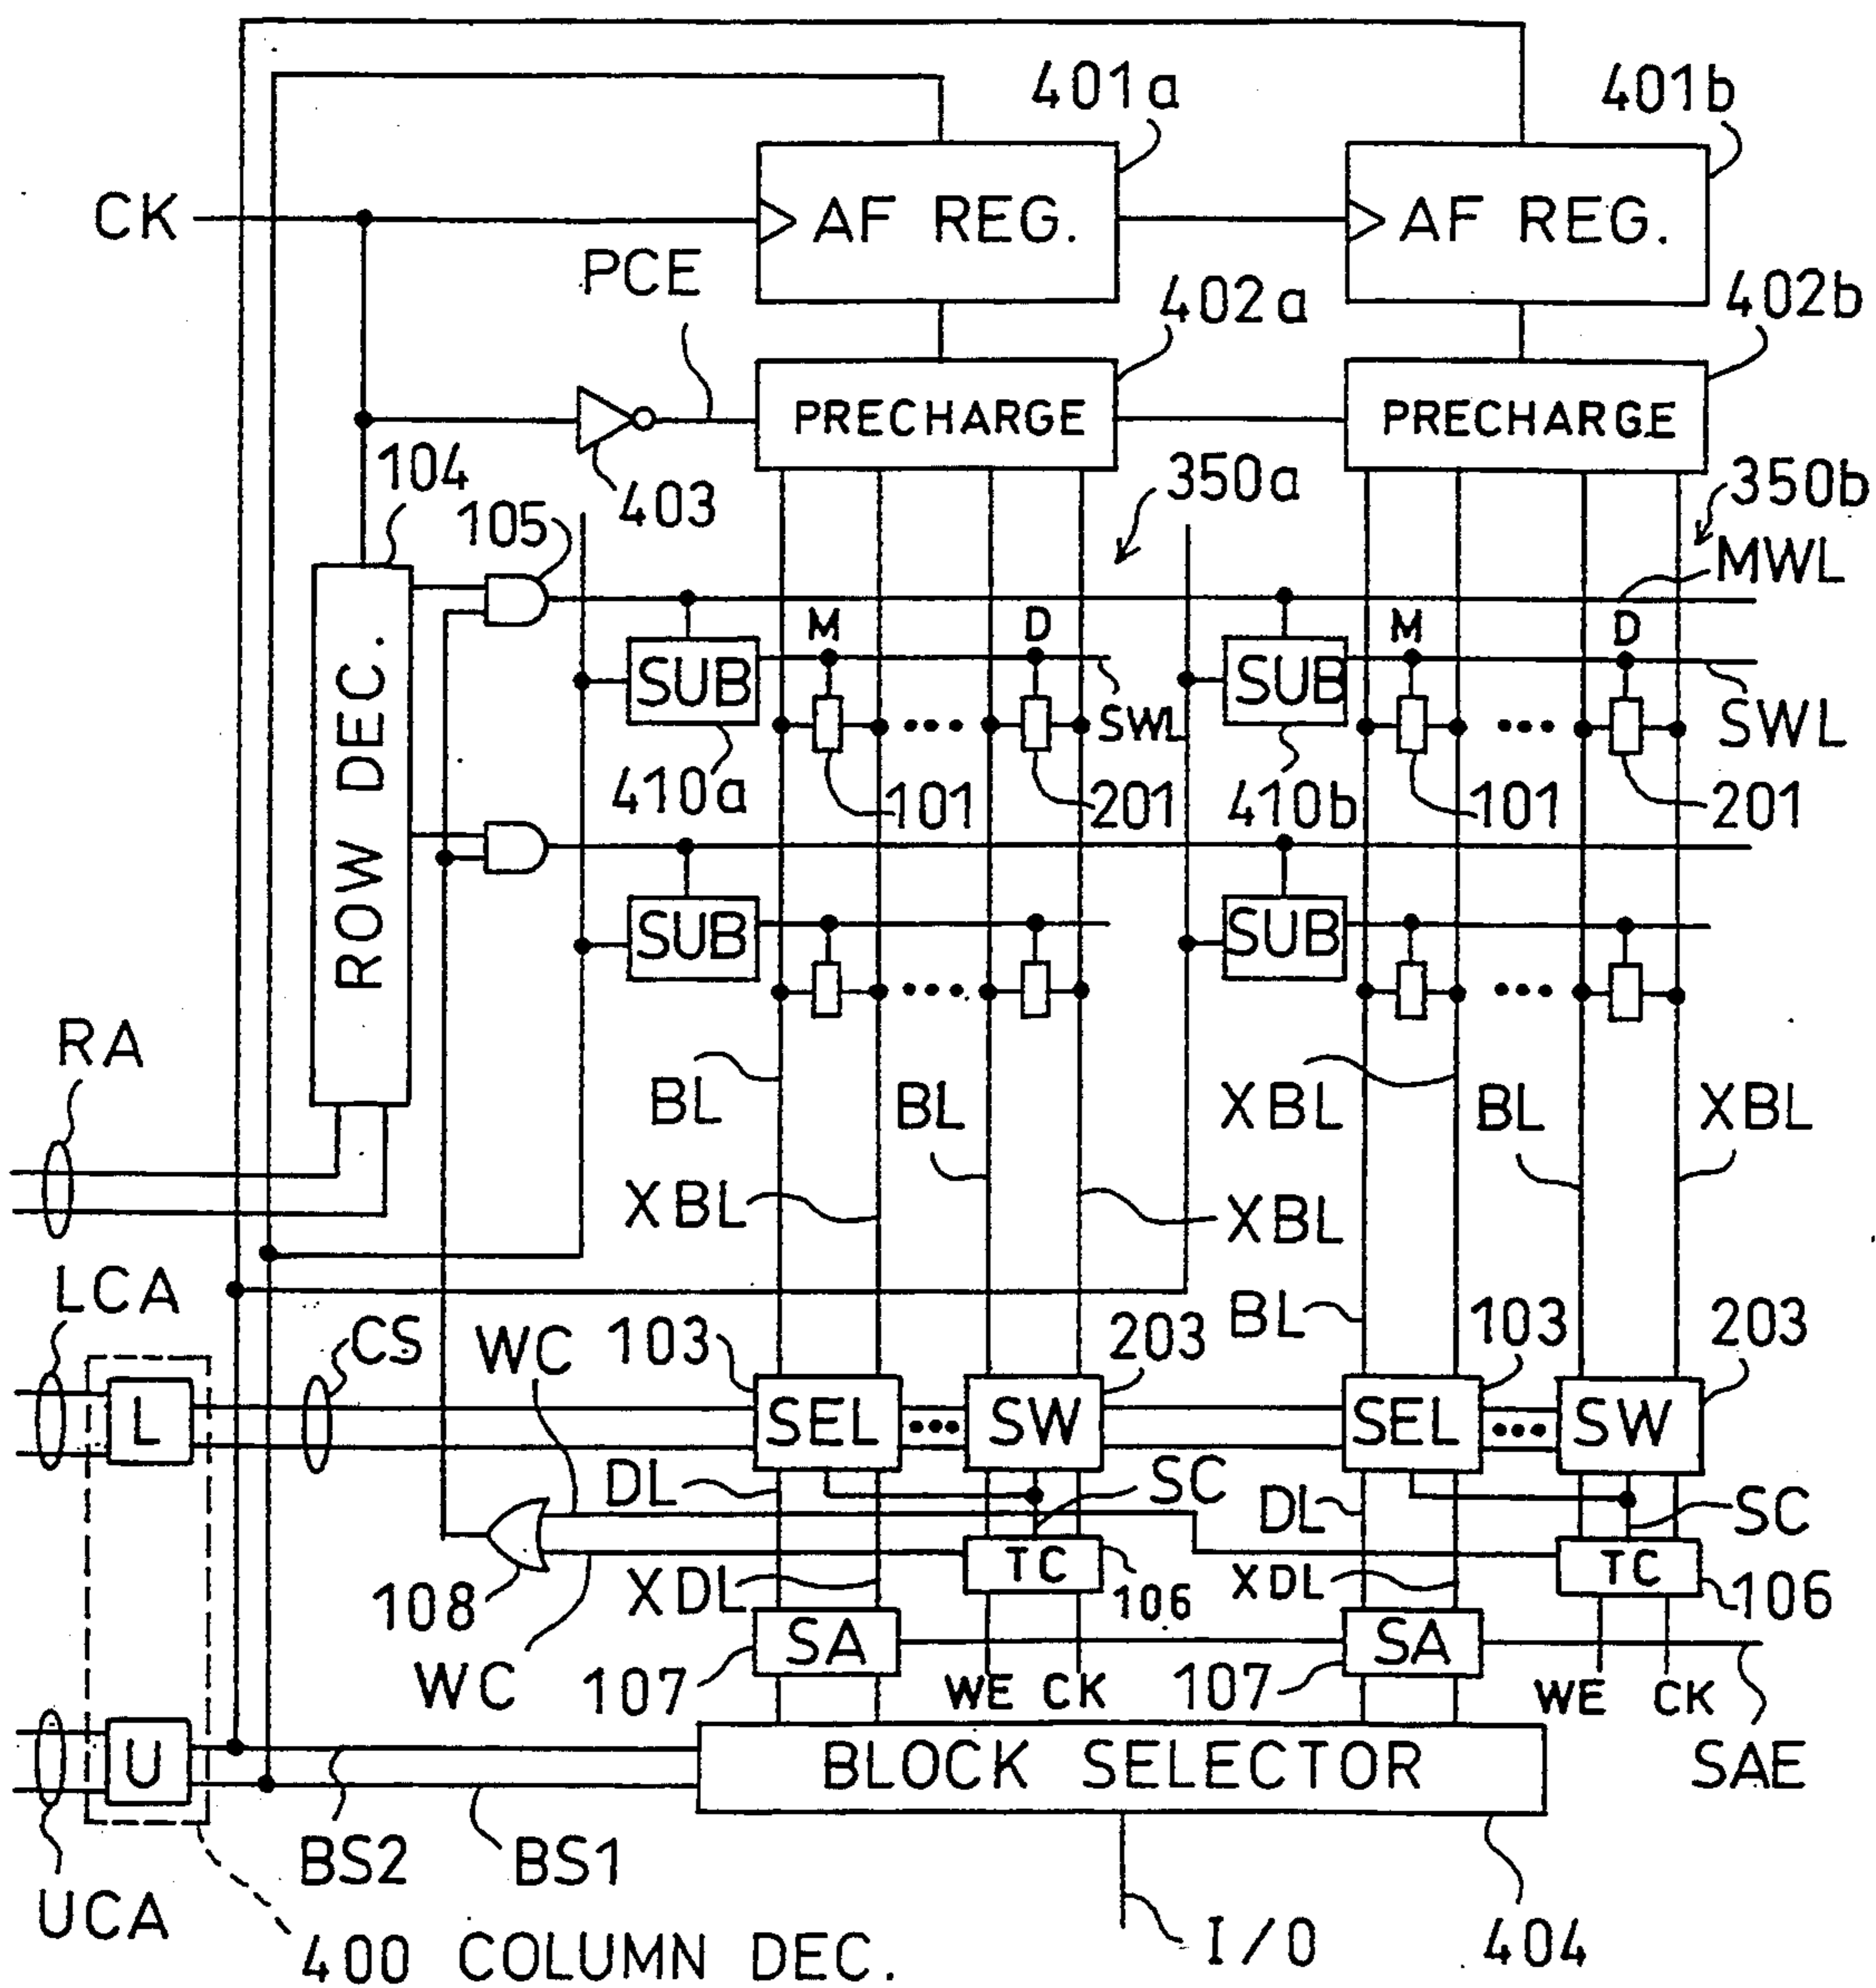 401a
401b
CK
AF REG.
AF REG.
PCE
402a
402b
PRECHARGE
PRECHARGE
104
403
350a
350b
105
MWL
M
D
M
D
SUB
SUB
SWL
SWL
410a
101
201
410b
101
201
ROW DEC.
SUB
SUB
RA
BL
BL
XBL
BL
XBL
XBL
XBL
LCA
CS
WC
103
203
BL
103
203
L
SEL
SW
SEL
SW
DL
SC
DL
SC
TC
TC
108
XDL
106
XDL
106
SA
SA
WC
107
WE
CK
107
WE
CK
U
BLOCK SELECTOR
SAE
BS2
BS1
UCA
I/O
404
400 COLUMN DEC.